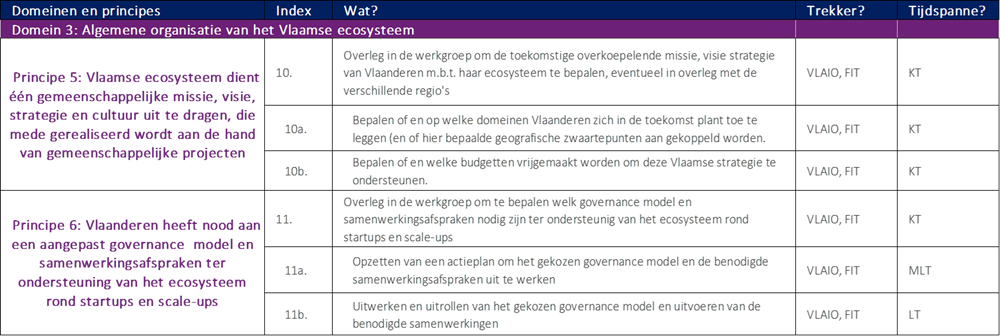 Domeinen en principes Index Wat? Trekker? Tijdspanne?
Domein 3: Algemene organisatie van het Vlaamse ecosysteem
Principe 5: Vlaamse ecosysteem dient
één gemeenschappelijke missie, visie,
strategie en cultuur uit te dragen, die
mede gerealiseerd wordt aan de hand
van gemeenschappelijke projecten
10.
Overleg in de werkgroep om de toekomstige overkoepelende missie, visie strategie
van Vlaanderen m.b.t. haar ecosysteem te bepalen, eventueel in overleg met de
verschillende regio's
VLAIO, FIT
KT
10a.
Bepalen of en op welke domeinen Vlaanderen zich in de toekomst plant toe te
leggen (en of hier bepaalde geografische zwaartepunten aan gekoppeld worden.
VLAIO, FIT
KT
10b.
Bepalen of en welke budgetten vrijgemaakt worden om deze Vlaamse strategie te
ondersteunen.
VLAIO, FIT
KT
Principe 6: Vlaanderen heeft nood aan
een aangepast governance model en
samenwerkingsafspraken ter
ondersteuning van het ecosysteem
rond startups en scale-ups
11.
Overleg in de werkgroep om te bepalen welk governance model en
samenwerkingsafspraken nodig zijn ter ondersteunig van het ecosysteem rond
startups en scale-ups
VLAIO, FIT
KT
11a.
Opzetten van een actieplan om het gekozen governance model en de benodigde
samenwerkingsafspraken uit te werken
VLAIO, FIT
MLT
11b.
Uitwerken en uitrollen van het gekozen governance model en uitvoeren van de
benodigde samenwerkingen
VLAIO, FIT
LT